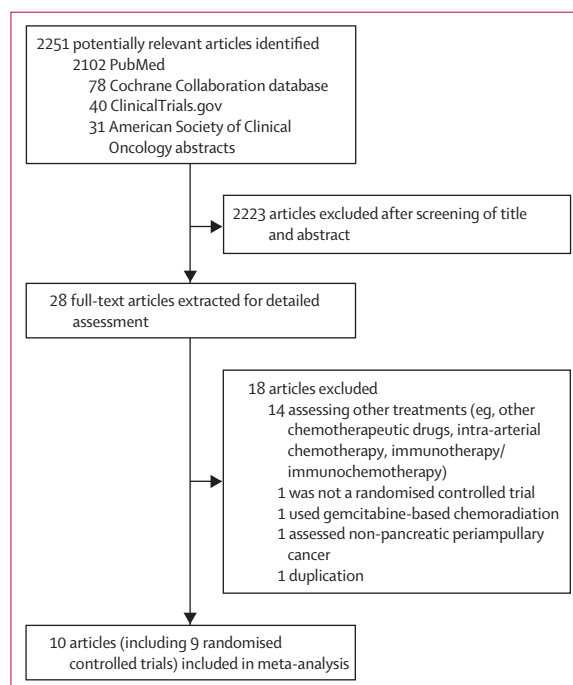 2251 potentially relevant articles identified
2102 PubMed
78 Cochrane Collaboration database
40 ClinicalTrials.gov
31 American Society of Clinical
Oncology abstracts
2223 articles excluded after screening of title
and abstract
28 full-text articles extracted for detailed
assessment
18 articles excluded
14 assessing other treatments (eg, other
chemotherapeutic drugs, intra-arterial
chemotherapy, immunotherapy/
immunochemotherapy)
1 was not a randomised controlled trial
1 used gemcitabine-based chemoradiation
1 assessed non-pancreatic periampullary
cancer
1 duplication
10 articles (including 9 randomised
controlled trials) included in meta-analysis